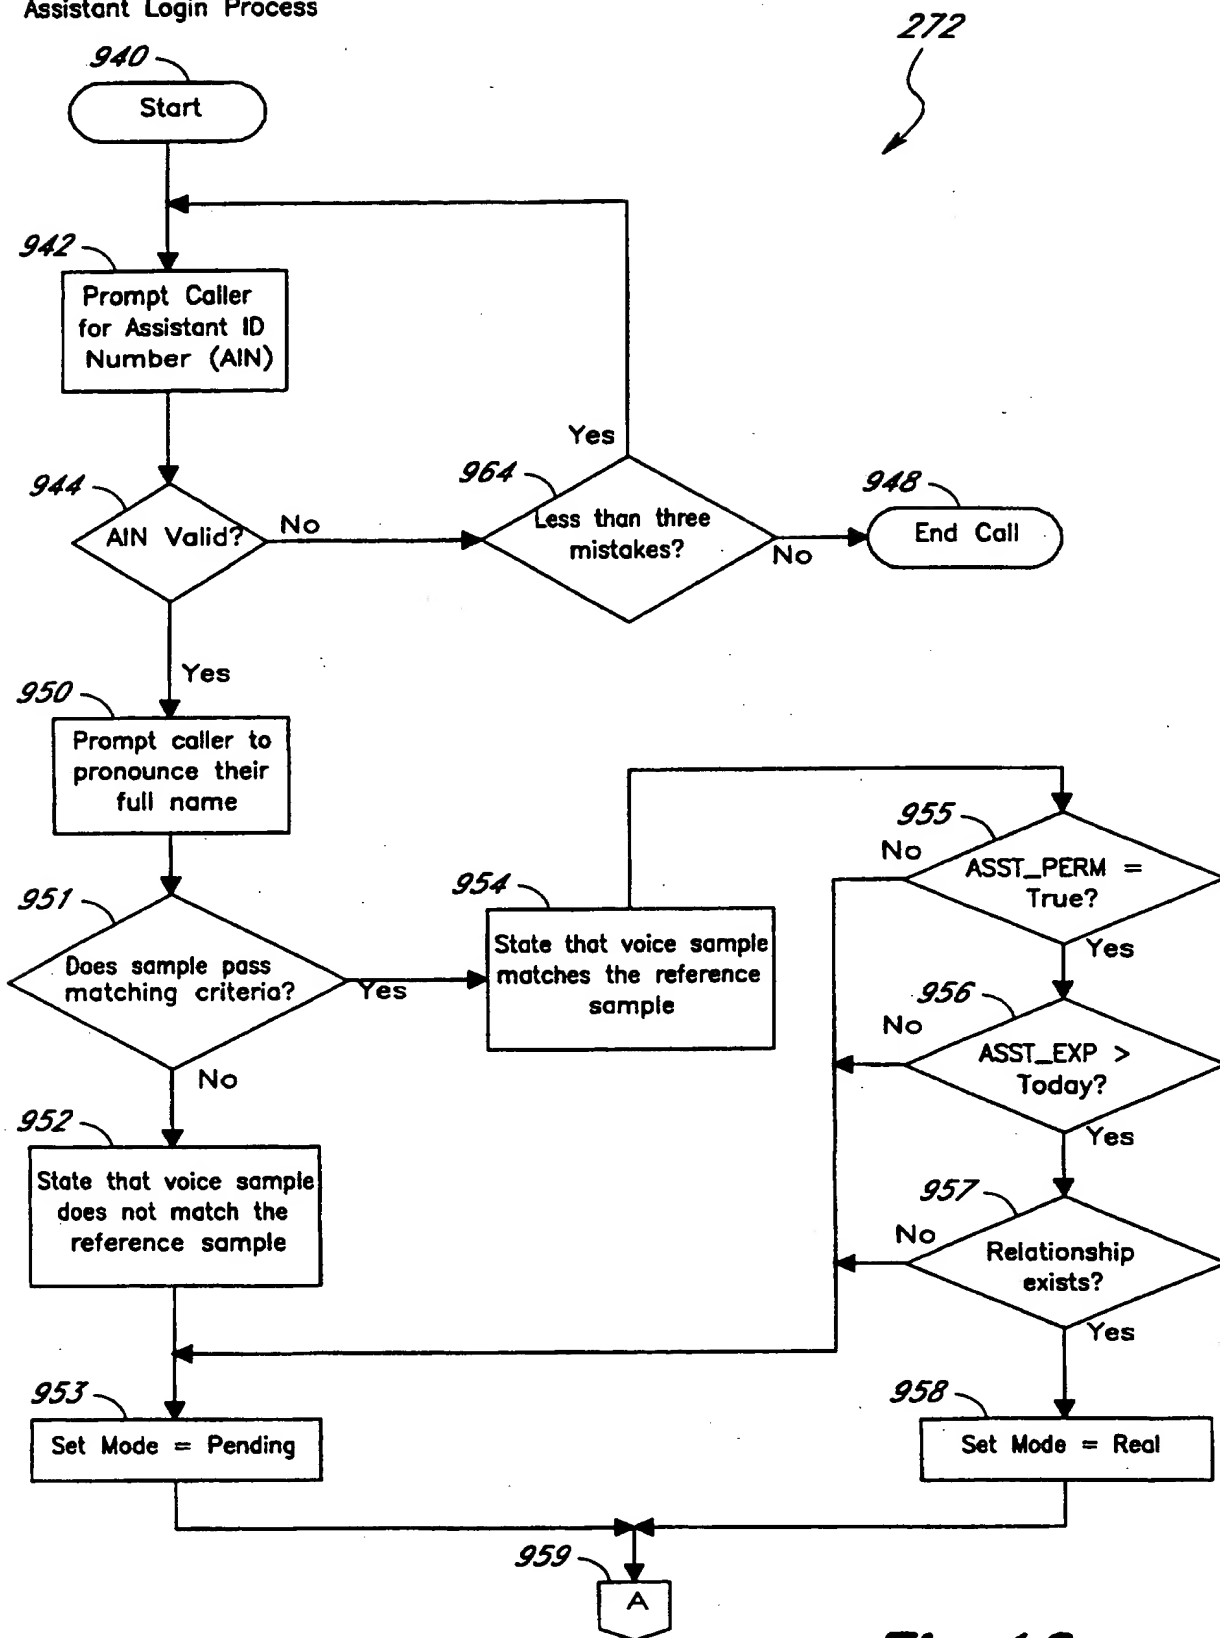 Assistant Login Process
272
940
Start
942
Prompt Caller
for Assistant ID
Number (AIN)
944
AIN Valid?
No
Yes
964
Less than three
mistakes?
Yes
No
948
End Call
950
Prompt caller to
pronounce their
full name
951
Does sample pass
matching criteria?
Yes
No
954
State that voice sample
matches the reference
sample
955
ASST_PERM =
True?
No
Yes
956
ASST_EXP >
Today?
No
Yes
957
Relationship
exists?
No
Yes
952
State that voice sample
does not match the
reference sample
953
Set Mode = Pending
958
Set Mode = Real
959
A